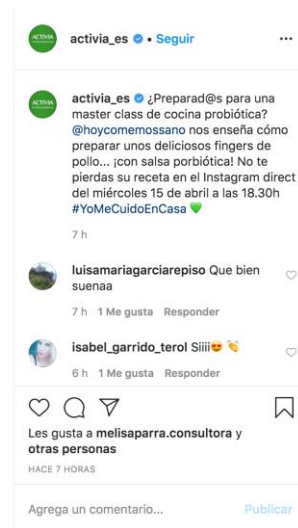 ACTIVIA
activia_es • Seguir
ACTIVIA
activia_es ¿Preparad@s para una
master class de cocina probiótica?
@hoycomemossano nos enseña cómo
preparar unos deliciosos fingers de
pollo... ¡con salsa porbiótica! No te
pierdas su receta en el Instagram direct
del miércoles 15 de abril a las 18.30h
#YoMeCuidoEnCasa 💚
7 h
luisamariagarciarepiso Que bien
suenaa
7 h 1 Me gusta Responder
isabel_garrido_terol Siiii😍 👏
6 h 1 Me gusta Responder
Les gusta a melisaparra.consultora y
otras personas
HACE 7 HORAS
Agrega un comentario... Publicar